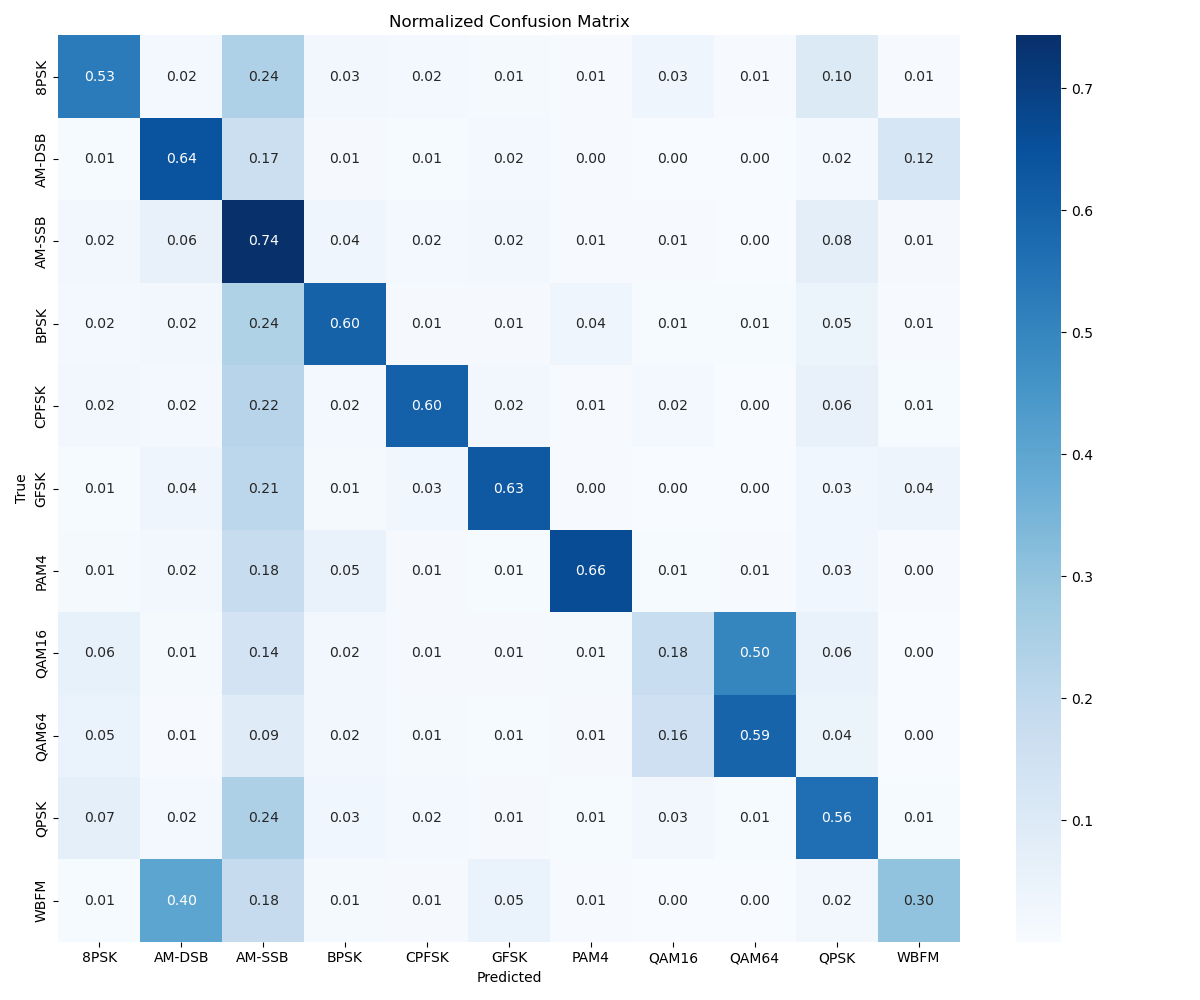 Normalized Confusion Matrix
True
8PSK 0.53 0.02 0.24 0.03 0.02 0.01 0.01 0.03 0.01 0.10 0.01
AM-DSB 0.01 0.64 0.17 0.01 0.01 0.02 0.00 0.00 0.00 0.02 0.12
AM-SSB 0.02 0.06 0.74 0.04 0.02 0.02 0.01 0.01 0.00 0.08 0.01
BPSK 0.02 0.02 0.24 0.60 0.01 0.01 0.04 0.01 0.01 0.05 0.01
CPFSK 0.02 0.02 0.22 0.02 0.60 0.02 0.01 0.02 0.00 0.06 0.01
GFSK 0.01 0.04 0.21 0.01 0.03 0.63 0.00 0.00 0.00 0.03 0.04
PAM4 0.01 0.02 0.18 0.05 0.01 0.01 0.66 0.01 0.01 0.03 0.00
QAM16 0.06 0.01 0.14 0.02 0.01 0.01 0.01 0.18 0.50 0.06 0.00
QAM64 0.05 0.01 0.09 0.02 0.01 0.01 0.01 0.16 0.59 0.04 0.00
QPSK 0.07 0.02 0.24 0.03 0.02 0.01 0.01 0.03 0.01 0.56 0.01
WBFM 0.01 0.40 0.18 0.01 0.01 0.05 0.01 0.00 0.00 0.02 0.30
8PSK AM-DSB AM-SSB BPSK CPFSK GFSK PAM4 QAM16 QAM64 QPSK WBFM
Predicted
0.7
0.6
0.5
0.4
0.3
0.2
0.1